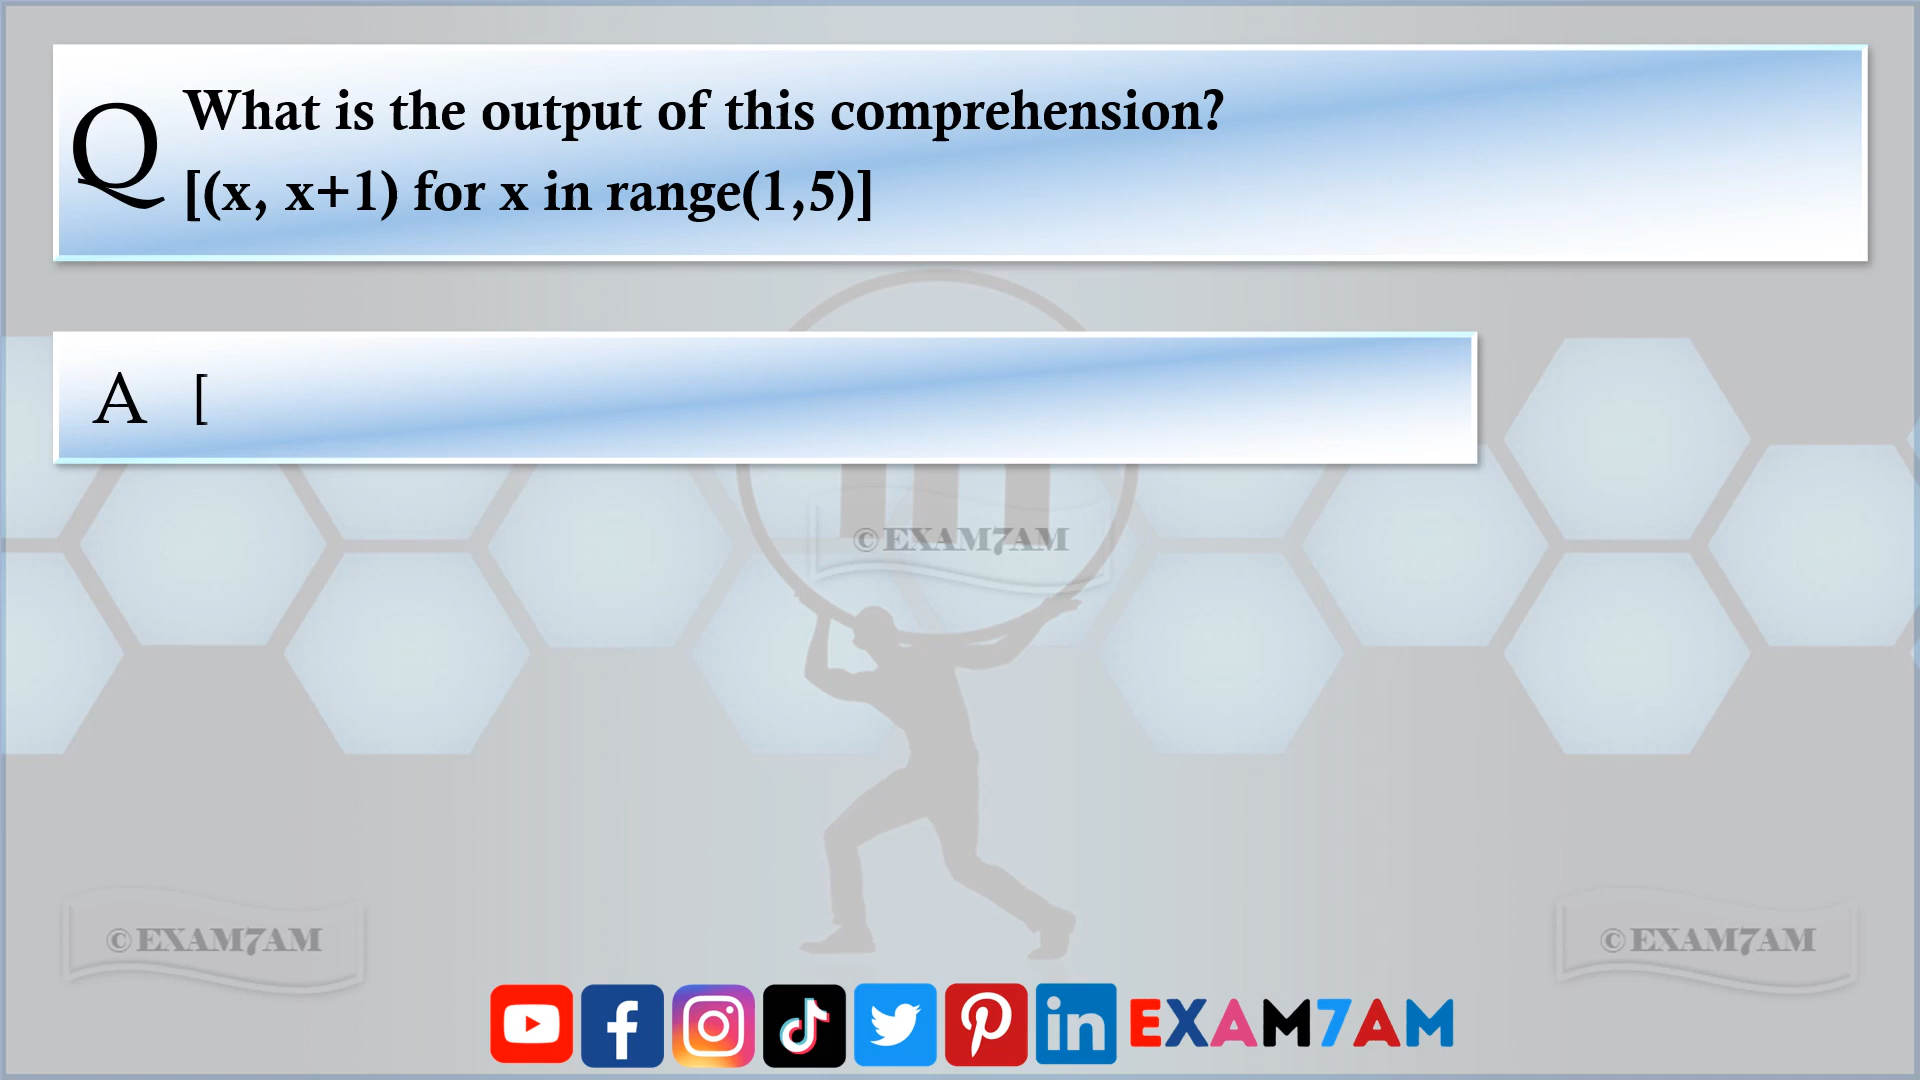 Q What is the output of this comprehension?
[(x, x+1) for x in range(1,5)]
A [
©EXAM7AM
©EXAM7AM
©EXAM7AM
EXAM7AM